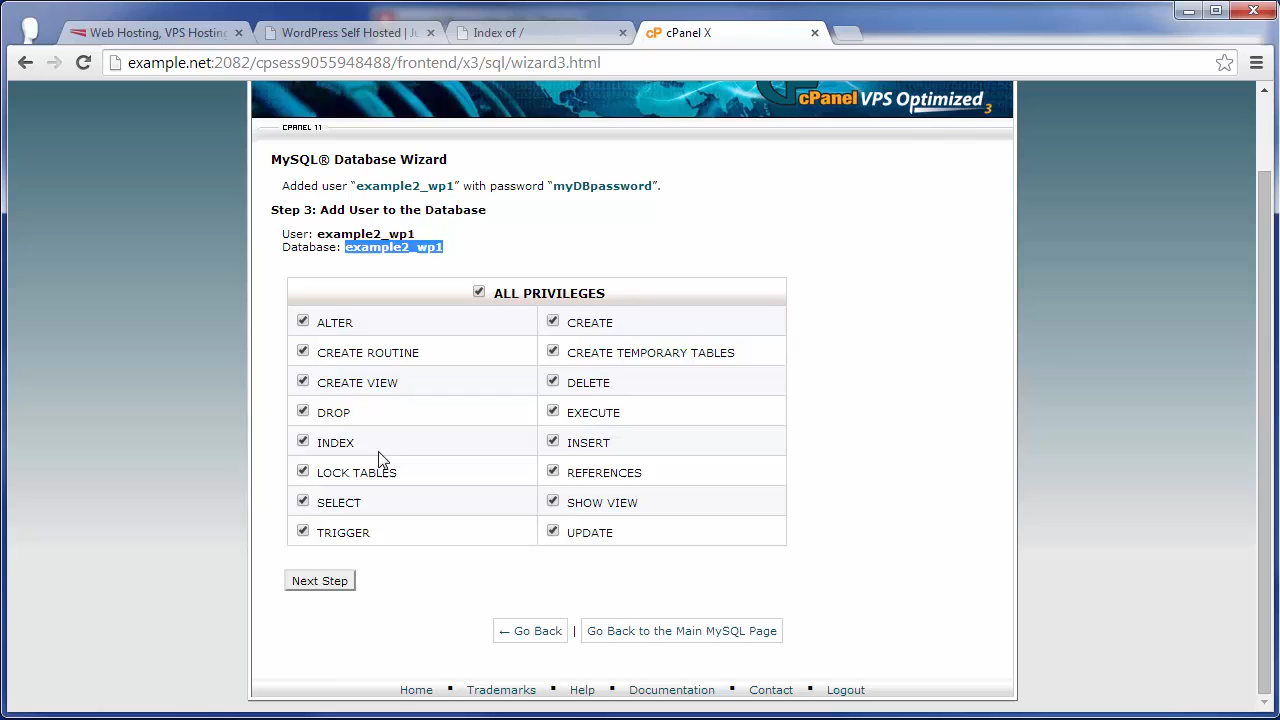 Web Hosting, VPS Hosting
WordPress Self Hosted | Ju
Index of /
cP cPanel X
example.net:2082/cpsess9055948488/frontend/x3/sql/wizard3.html
cPanel VPS Optimized 3
CPANEL 11
MySQL® Database Wizard
Added user “example2_wp1” with password “myDBpassword”.
Step 3: Add User to the Database
User: example2_wp1
Database: example2_wp1
ALL PRIVILEGES
ALTER CREATE
CREATE ROUTINE CREATE TEMPORARY TABLES
CREATE VIEW DELETE
DROP EXECUTE
INDEX INSERT
LOCK TABLES REFERENCES
SELECT SHOW VIEW
TRIGGER UPDATE
Next Step
← Go Back | Go Back to the Main MySQL Page
Home ▪ Trademarks ▪ Help ▪ Documentation ▪ Contact ▪ Logout